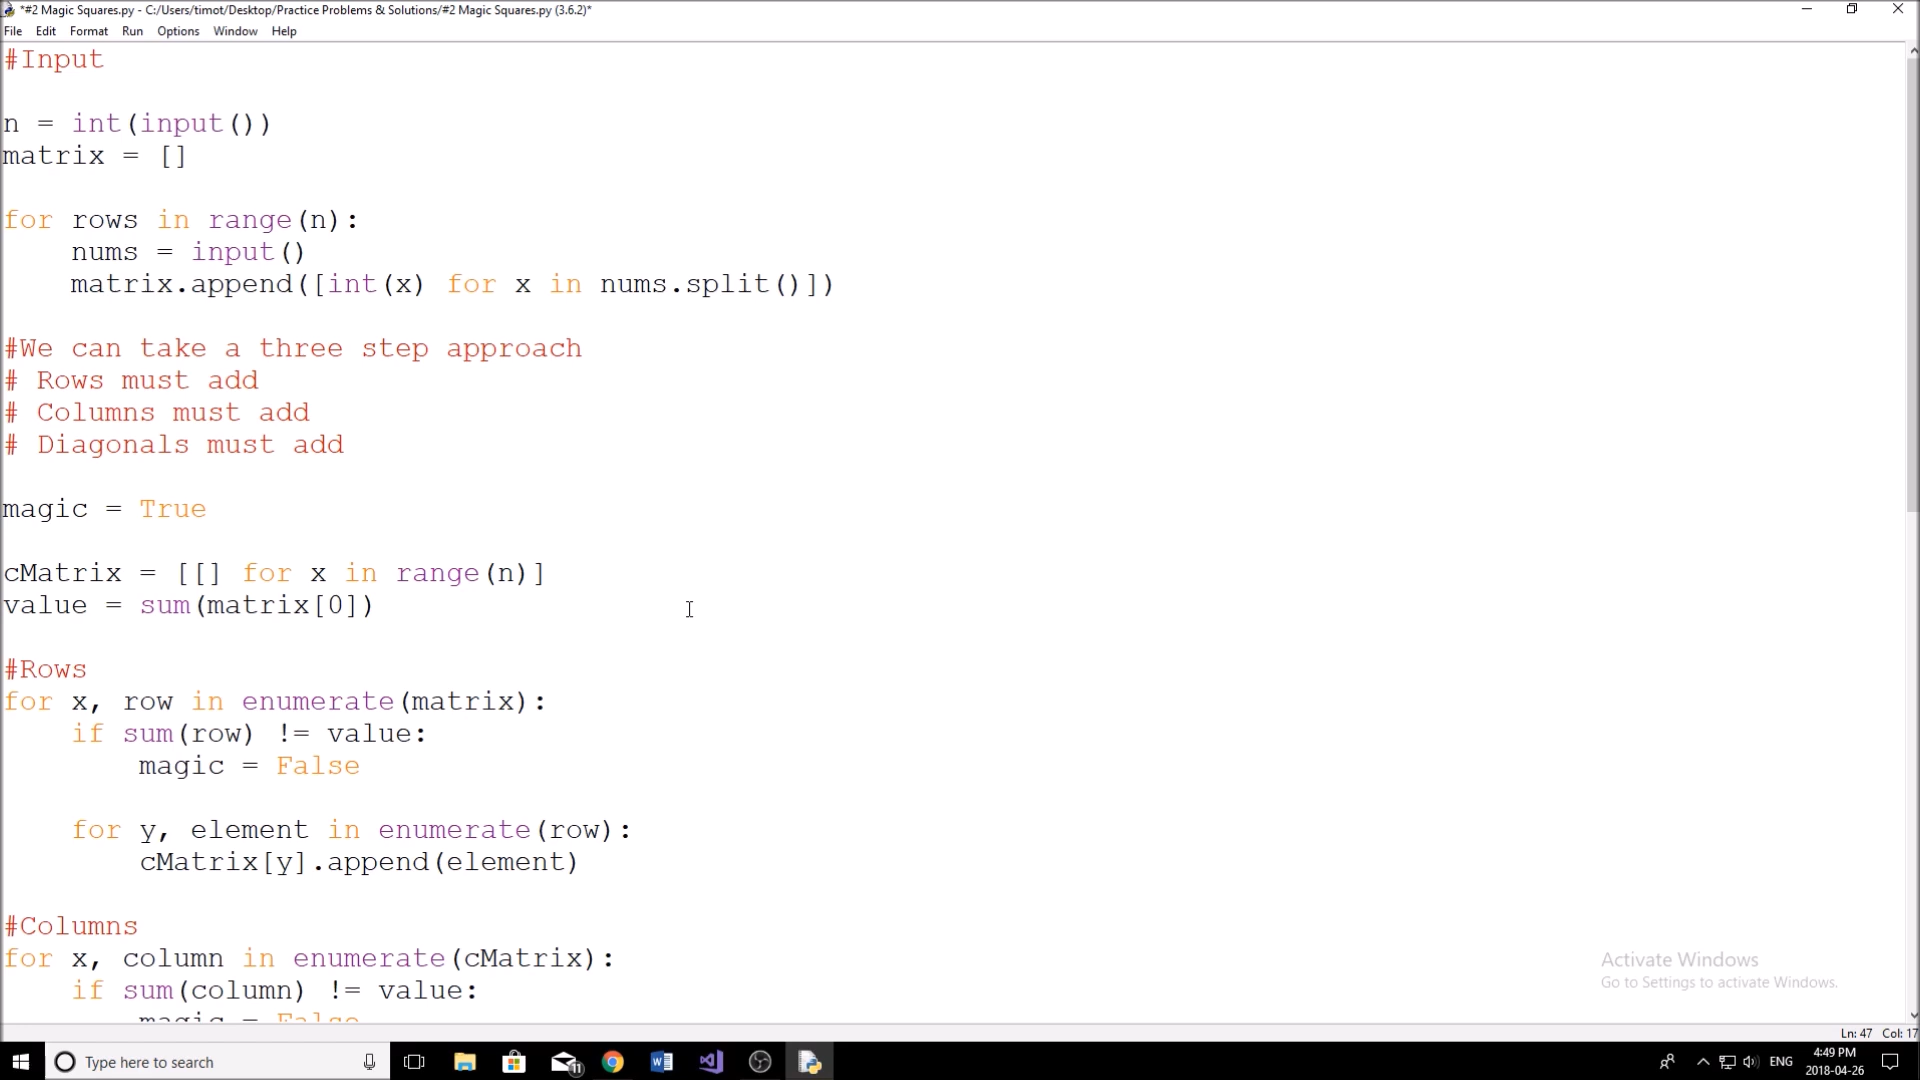 *#2 Magic Squares.py - C:/Users/timot/Desktop/Practice Problems & Solutions/#2 Magic Squares.py (3.6.2)*
File Edit Format Run Options Window Help
#Input
n = int(input())
matrix = []
for rows in range(n):
    nums = input()
    matrix.append([int(x) for x in nums.split()])
#We can take a three step approach
# Rows must add
# Columns must add
# Diagonals must add
magic = True
cMatrix = [[] for x in range(n)]
value = sum(matrix[0])
#Rows
for x, row in enumerate(matrix):
    if sum(row) != value:
        magic = False
    for y, element in enumerate(row):
        cMatrix[y].append(element)
#Columns
for x, column in enumerate(cMatrix):
    if sum(column) != value:
        magic = False
Activate Windows
Go to Settings to activate Windows.
Ln: 47 Col: 17
Type here to search
11
ENG
4:49 PM
2018-04-26